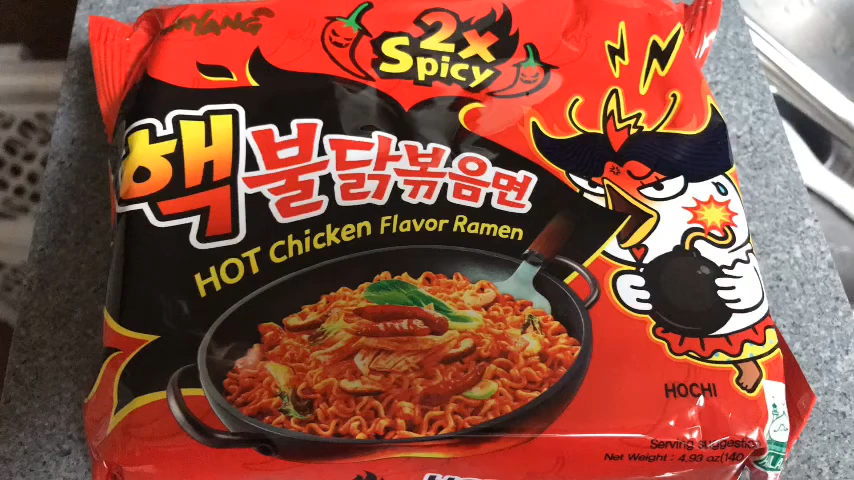 2x
Spicy
핵불닭볶음면
HOT Chicken Flavor Ramen
HOCHI
Serving suggestion
Net Weight : 4.93 oz(140